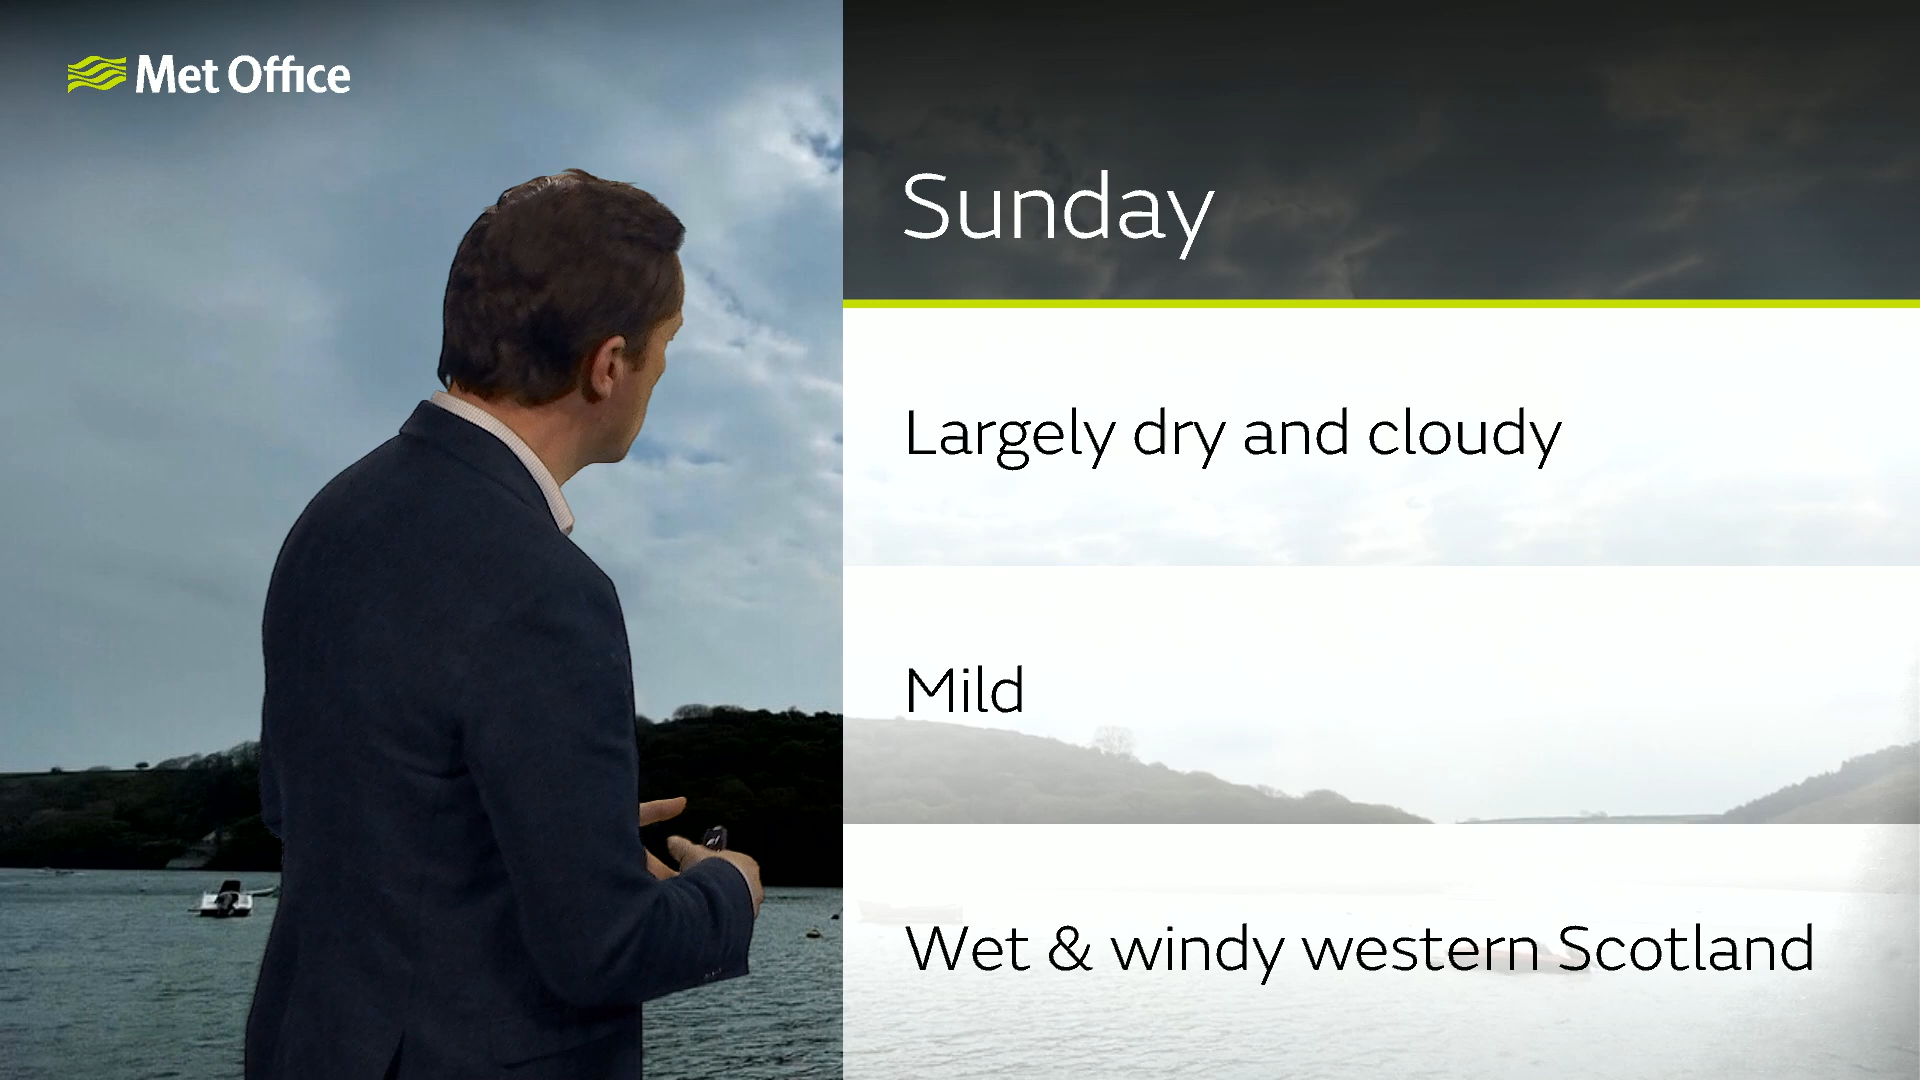 Met Office
Sunday
Largely dry and cloudy
Mild
Wet & windy western Scotland